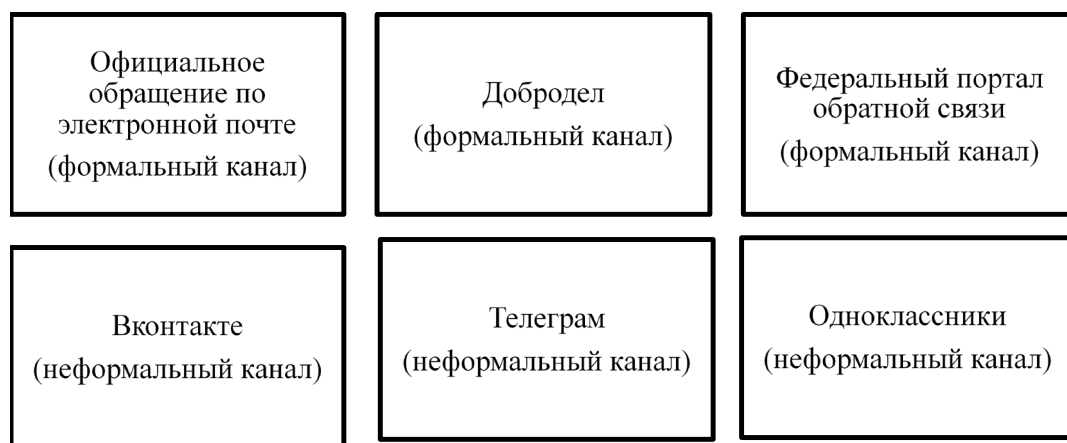 Официальное
обращение по
электронной почте
(формальный канал)
Добродел
(формальный канал)
Федеральный портал
обратной связи
(формальный канал)
Вконтакте
(неформальный канал)
Телеграм
(неформальный канал)
Одноклассники
(неформальный канал)